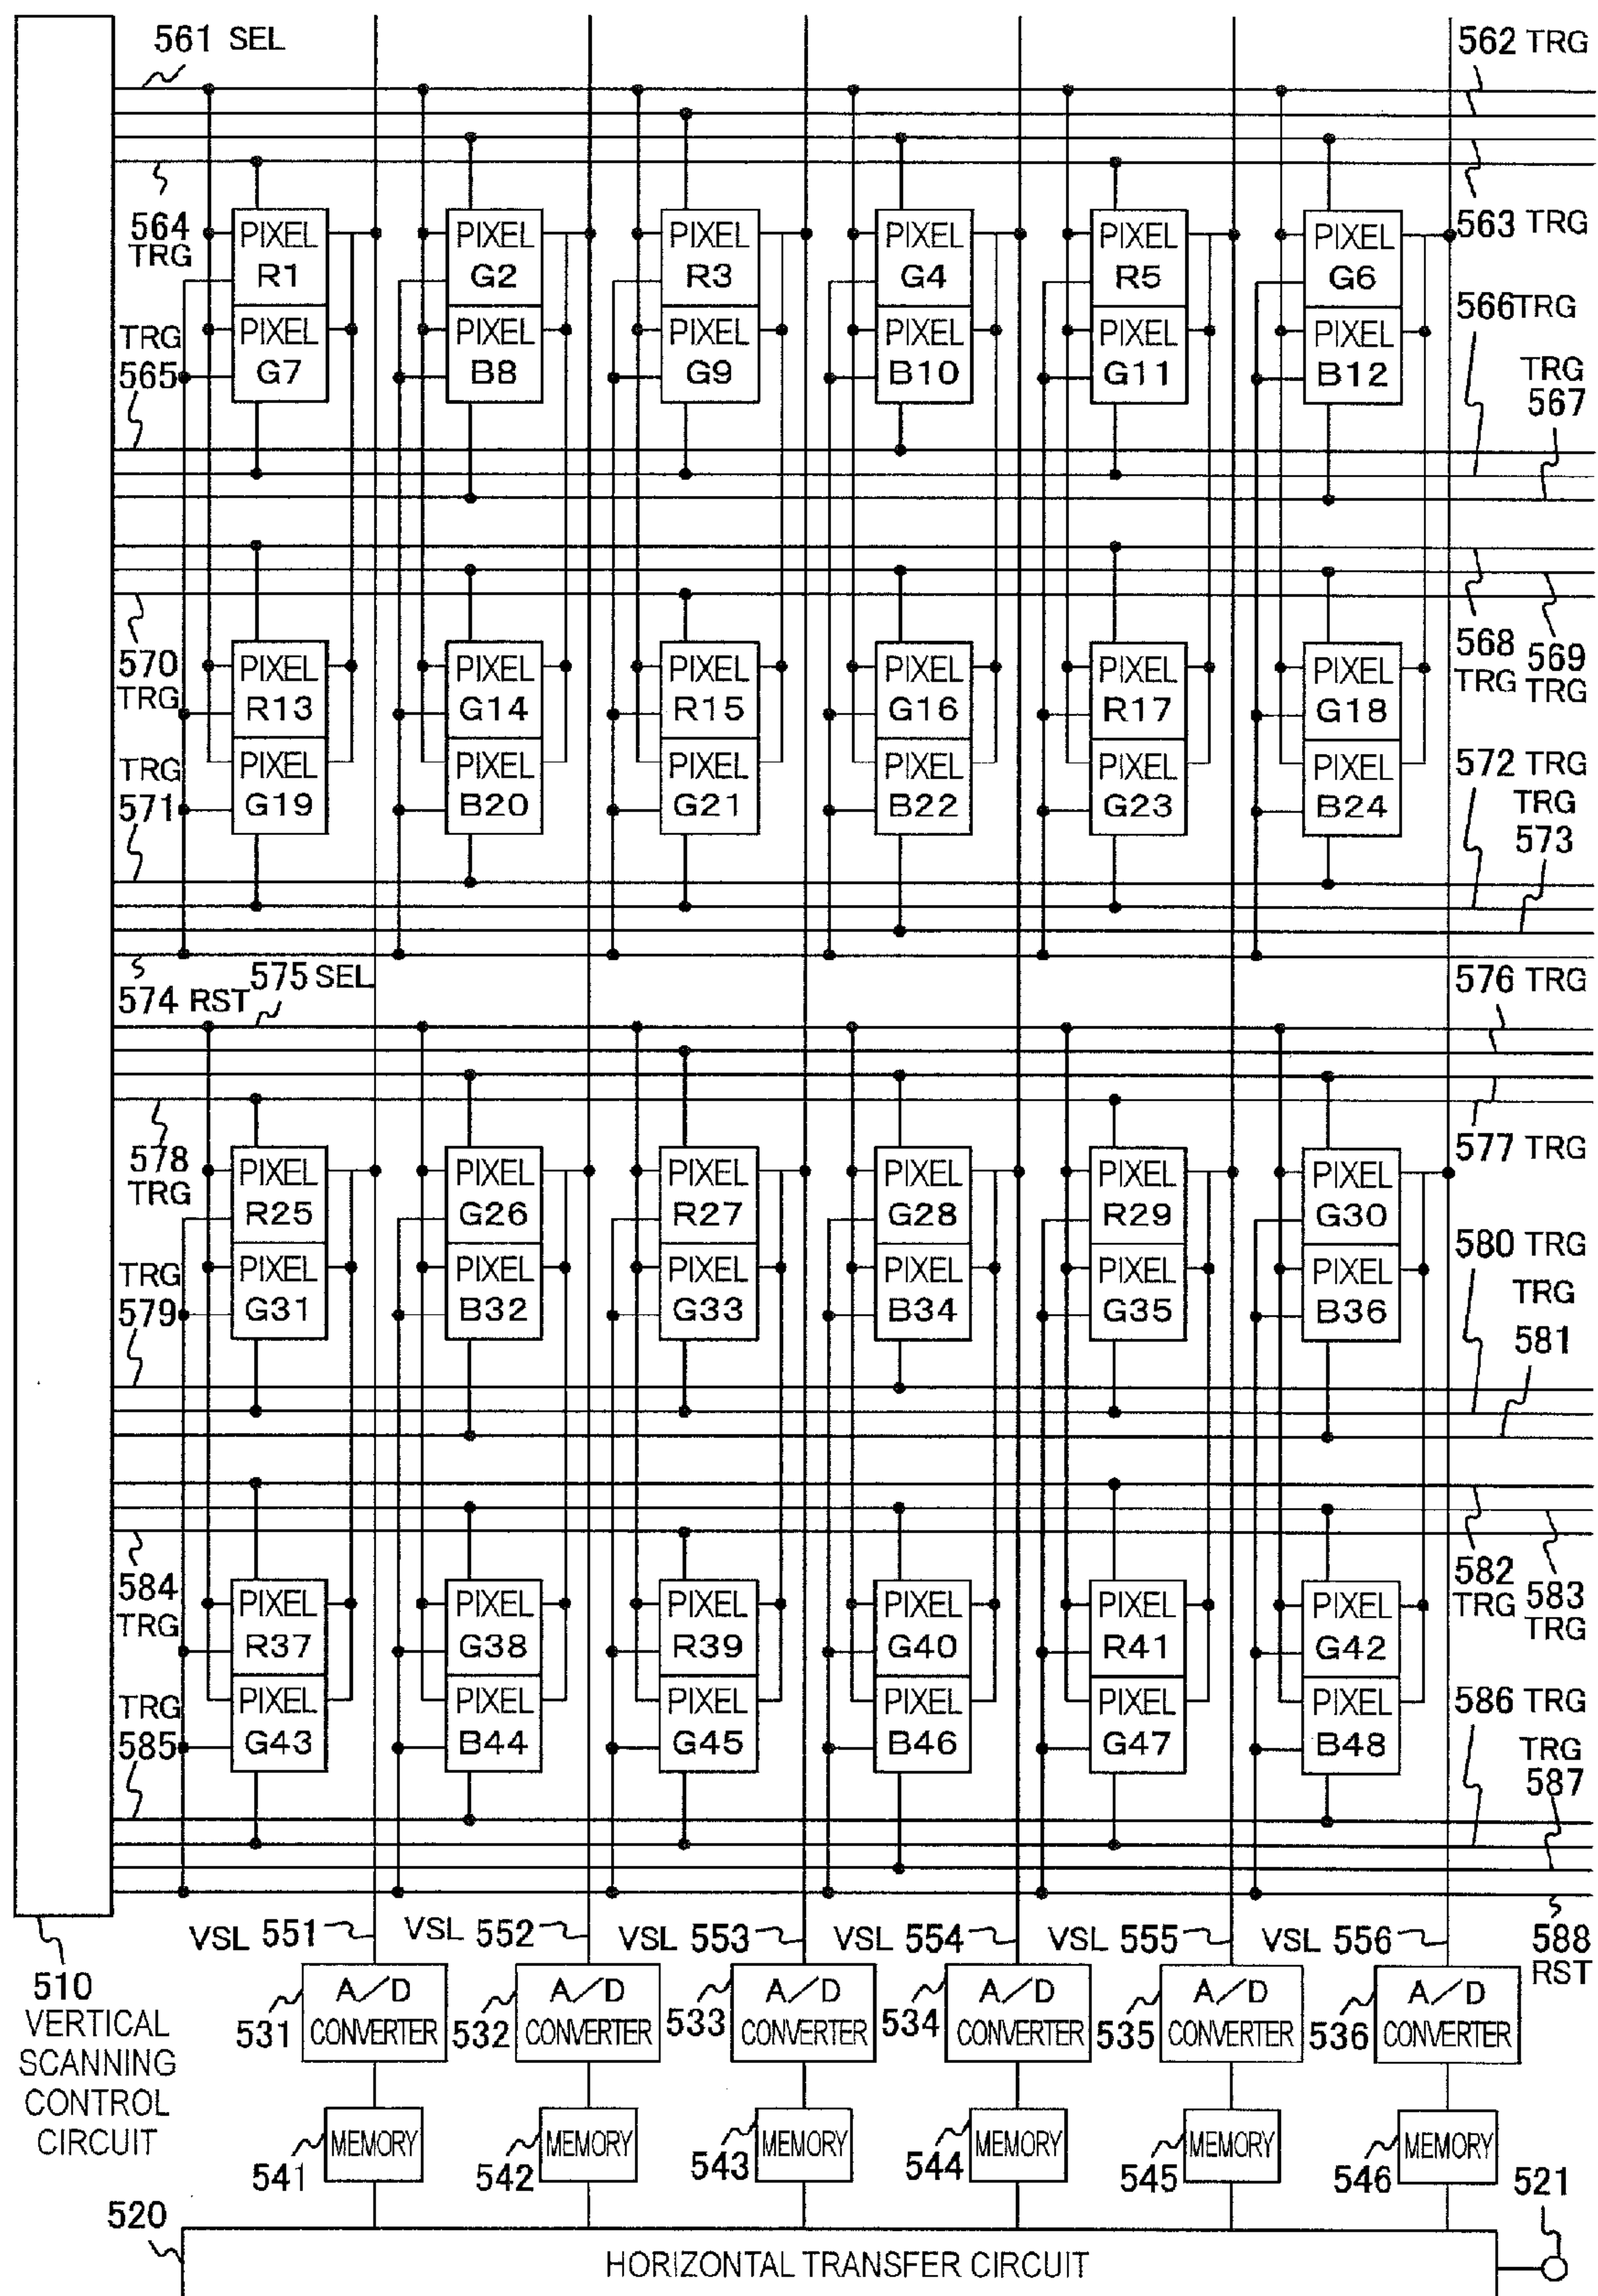 561 SEL
562 TRG
564
TRG
563 TRG
PIXEL R1 PIXEL G2 PIXEL R3 PIXEL G4 PIXEL R5 PIXEL G6
566 TRG
TRG
565
TRG
567
PIXEL G7 PIXEL B8 PIXEL G9 PIXEL B10 PIXEL G11 PIXEL B12
570
TRG
568
TRG
569
TRG
PIXEL R13 PIXEL G14 PIXEL R15 PIXEL G16 PIXEL R17 PIXEL G18
TRG
571
572 TRG
TRG
573
PIXEL G19 PIXEL B20 PIXEL G21 PIXEL B22 PIXEL G23 PIXEL B24
574 RST
575 SEL
576 TRG
578
TRG
577 TRG
PIXEL R25 PIXEL G26 PIXEL R27 PIXEL G28 PIXEL R29 PIXEL G30
TRG
579
580 TRG
TRG
581
PIXEL G31 PIXEL B32 PIXEL G33 PIXEL B34 PIXEL G35 PIXEL B36
584
TRG
582
TRG
583
TRG
PIXEL R37 PIXEL G38 PIXEL R39 PIXEL G40 PIXEL R41 PIXEL G42
TRG
585
586 TRG
TRG
587
PIXEL G43 PIXEL B44 PIXEL G45 PIXEL B46 PIXEL G47 PIXEL B48
VSL 551 VSL 552 VSL 553 VSL 554 VSL 555 VSL 556
588
RST
510
VERTICAL
SCANNING
CONTROL
CIRCUIT
A/D CONVERTER A/D CONVERTER A/D CONVERTER A/D CONVERTER A/D CONVERTER A/D CONVERTER
531 532 533 534 535 536
MEMORY MEMORY MEMORY MEMORY MEMORY MEMORY
541 542 543 544 545 546
521
520
HORIZONTAL TRANSFER CIRCUIT